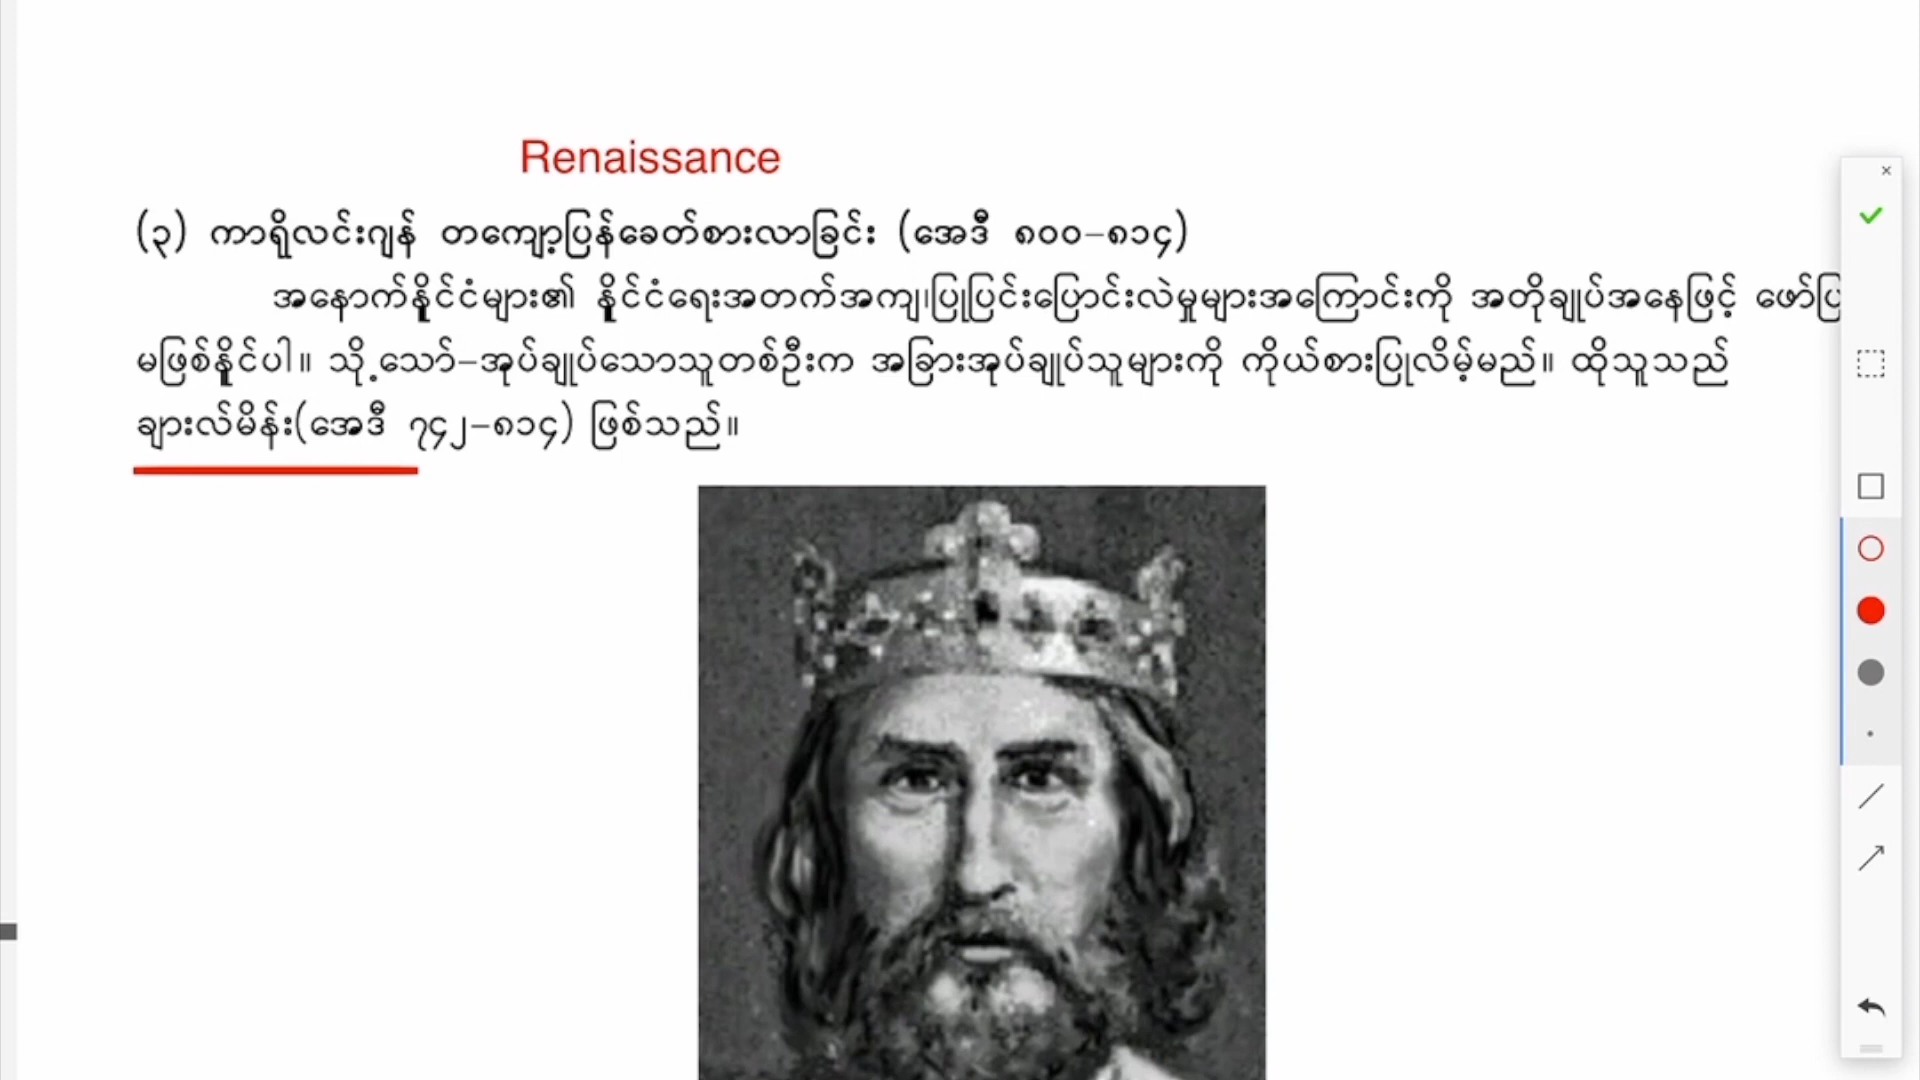 Renaissance
(၃) ကာရိုလင်းဂျန် တကျော့ပြန်ခေတ်စားလာခြင်း (အေဒီ ၈၀၀–၈၁၄)
အနောက်နိုင်ငံများ၏ နိုင်ငံရေးအတက်အကျ၊ပြုပြင်းပြောင်းလဲမှုများအကြောင်းကို အတိုချုပ်အနေဖြင့် ဖော်ပြ
မဖြစ်နိုင်ပါ။ သို့သော်–အုပ်ချုပ်သောသူတစ်ဦးက အခြားအုပ်ချုပ်သူများကို ကိုယ်စားပြုလိမ့်မည်။ ထိုသူသည်
ချားလ်မိန်း(အေဒီ ၇၄၂–၈၁၄) ဖြစ်သည်။